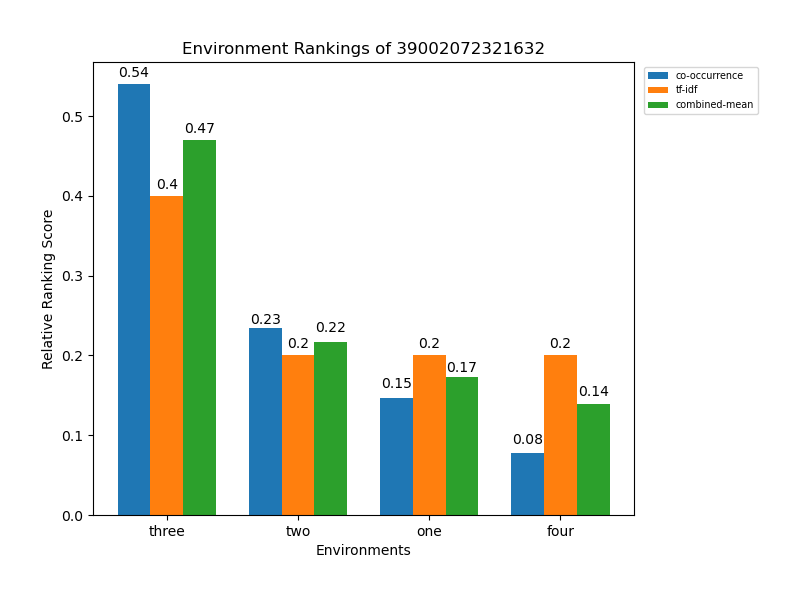 Environment Rankings of 39002072321632
co-occurrence
tf-idf
combined-mean
Relative Ranking Score
0.5
0.4
0.3
0.2
0.1
0.0
0.54
0.4
0.47
0.23
0.2
0.22
0.15
0.2
0.17
0.08
0.2
0.14
three two one four
Environments